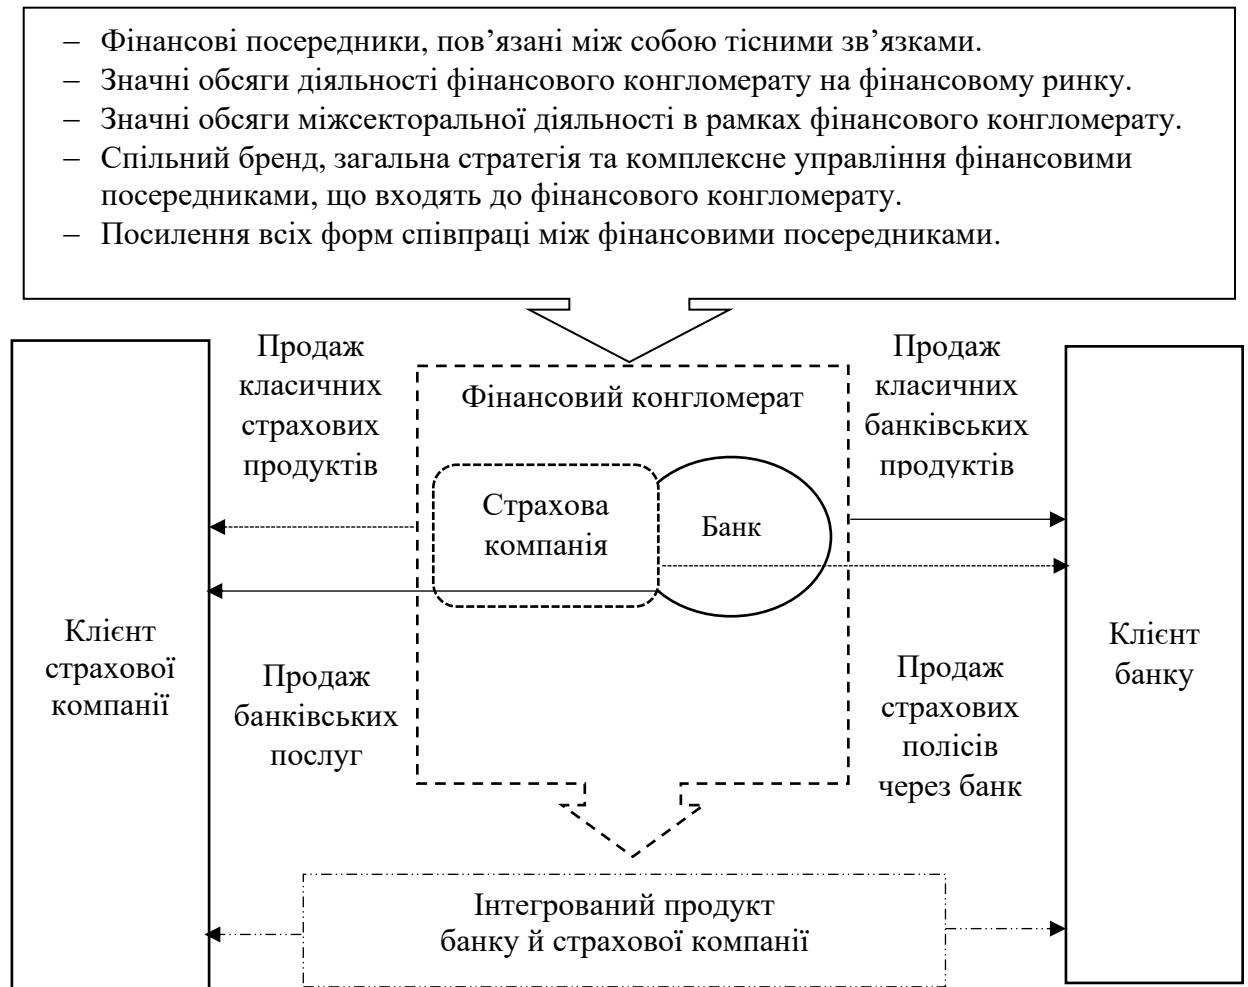 – Фінансові посередники, пов’язані між собою тісними зв’язками.
– Значні обсяги діяльності фінансового конгломерату на фінансовому ринку.
– Значні обсяги міжсекторальної діяльності в рамках фінансового конгломерату.
– Спільний бренд, загальна стратегія та комплексне управління фінансовими
посередниками, що входять до фінансового конгломерату.
– Посилення всіх форм співпраці між фінансовими посередниками.
Продаж
класичних
страхових
продуктів
Фінансовий конгломерат
Продаж
класичних
банківських
продуктів
Страхова
компанія
Банк
Клієнт
страхової
компанії
Продаж
банківських
послуг
Продаж
страхових
полісів
через банк
Клієнт
банку
Інтегрований продукт
банку й страхової компанії